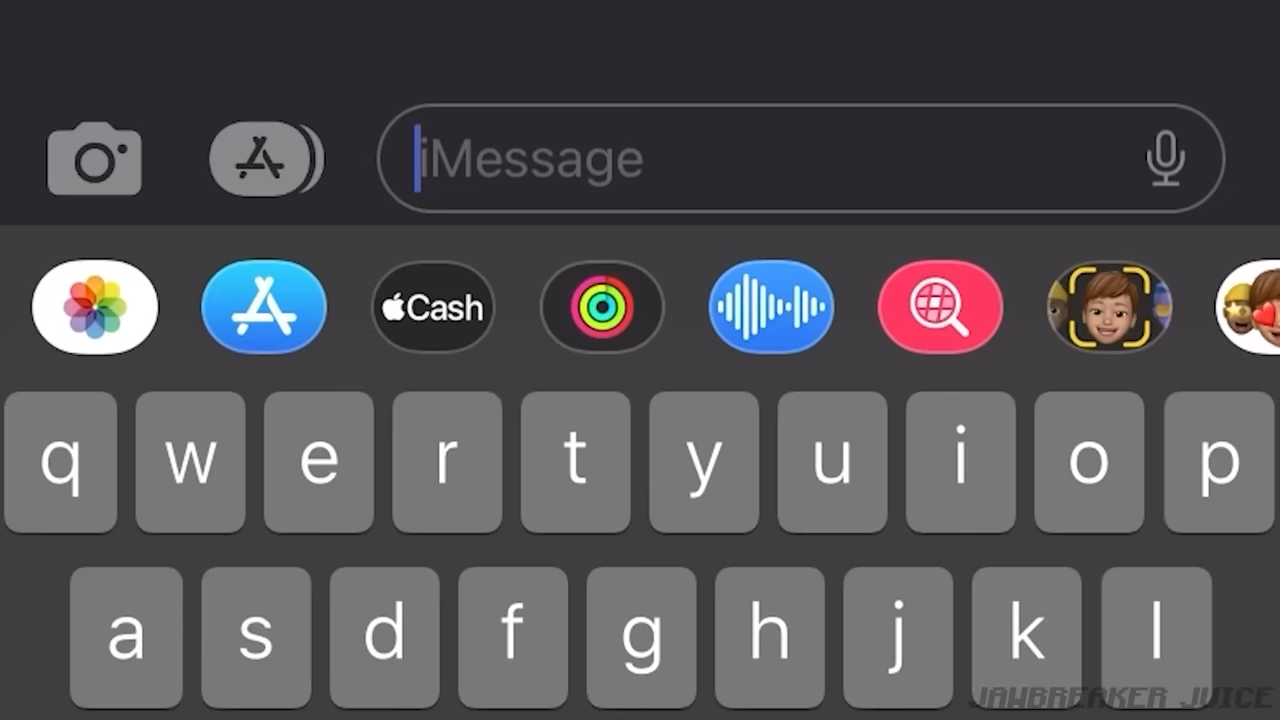 iMessage
Cash
q w e r t y u i o p
a s d f g h j k l
JAWBREAKER JUICE